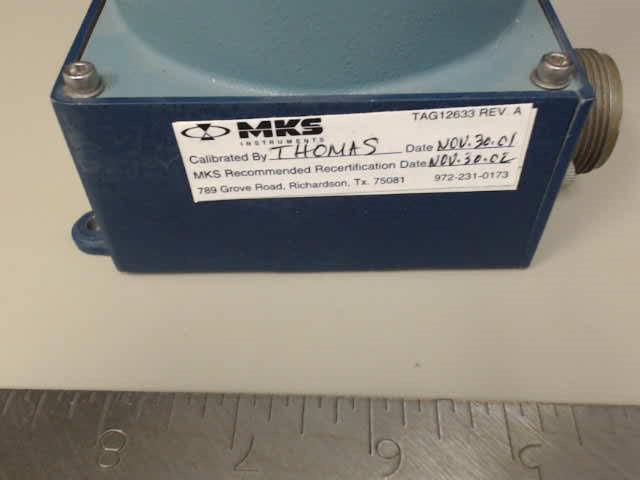 TAG12633 REV. A
MKS
INSTRUMENTS
Calibrated By THOMAS Date NOV.30.01
MKS Recommended Recertification Date NOV.30.02
789 Grove Road, Richardson, Tx. 75081 972-231-0173
8 7 6 5